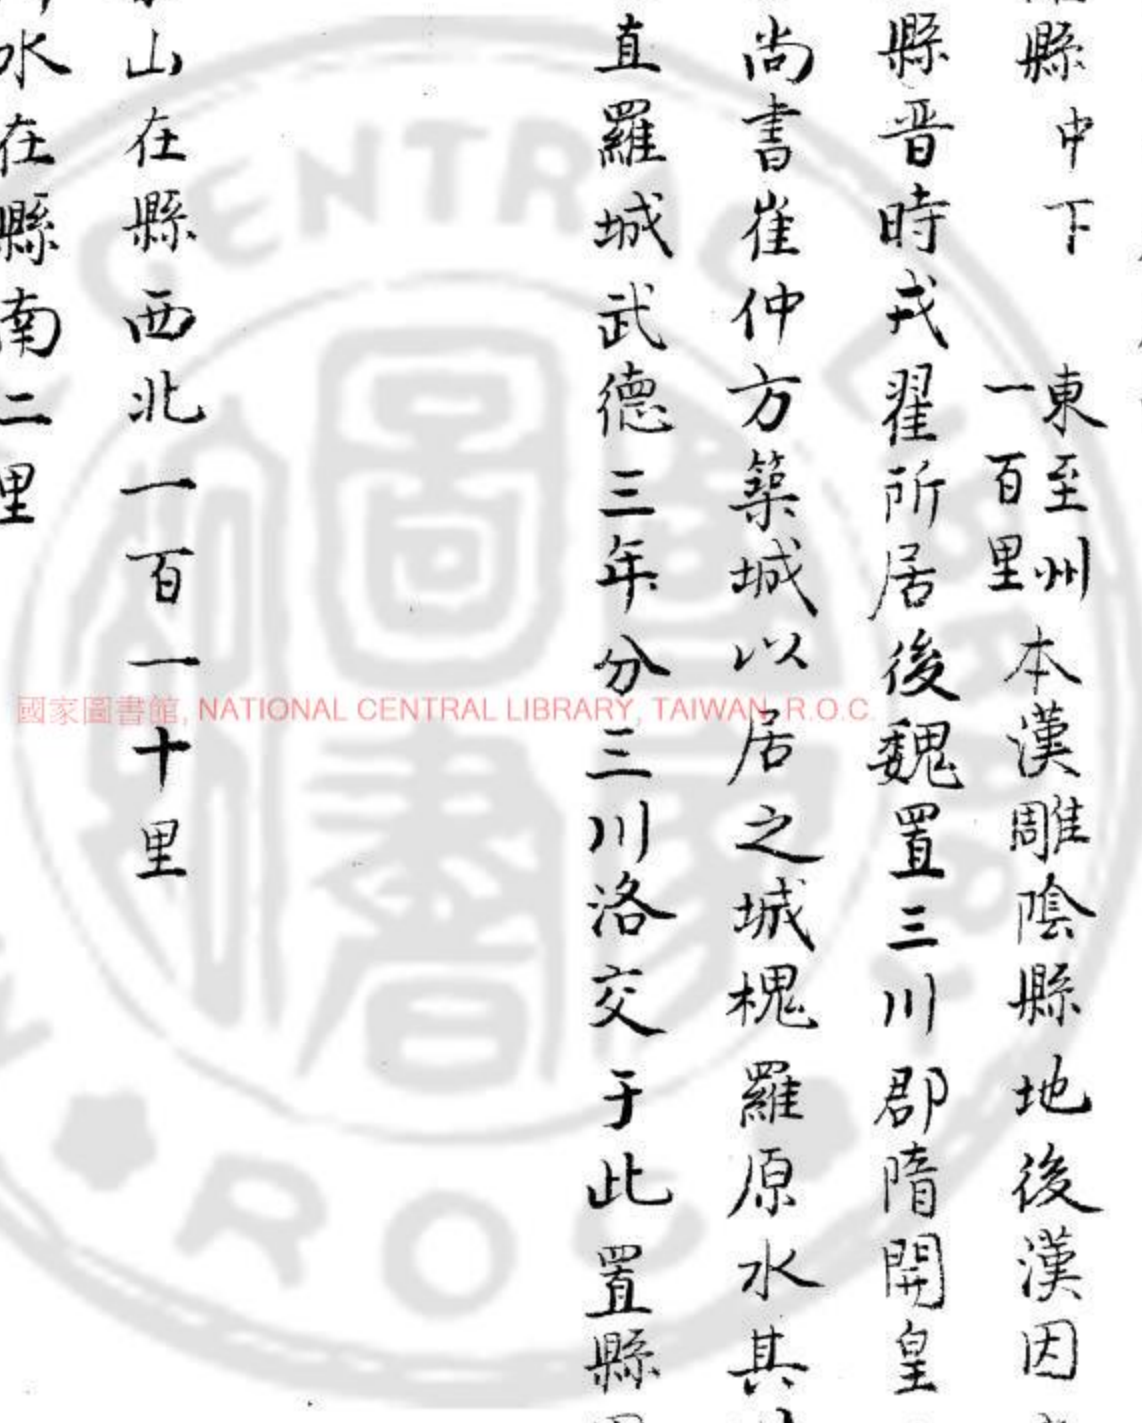 縣 中下 東至州
一百里 本漢雕陰縣地後漢因
縣晉時戎翟所居後魏置三川郡隋開皇
尚書崔仲方築城以居之城槐羅原水其
直羅城武德三年分三川洛交于此置縣
山在縣西北一百一十里
水在縣南二里
國家圖書館, NATIONAL CENTRAL LIBRARY, TAIWAN, R.O.C.